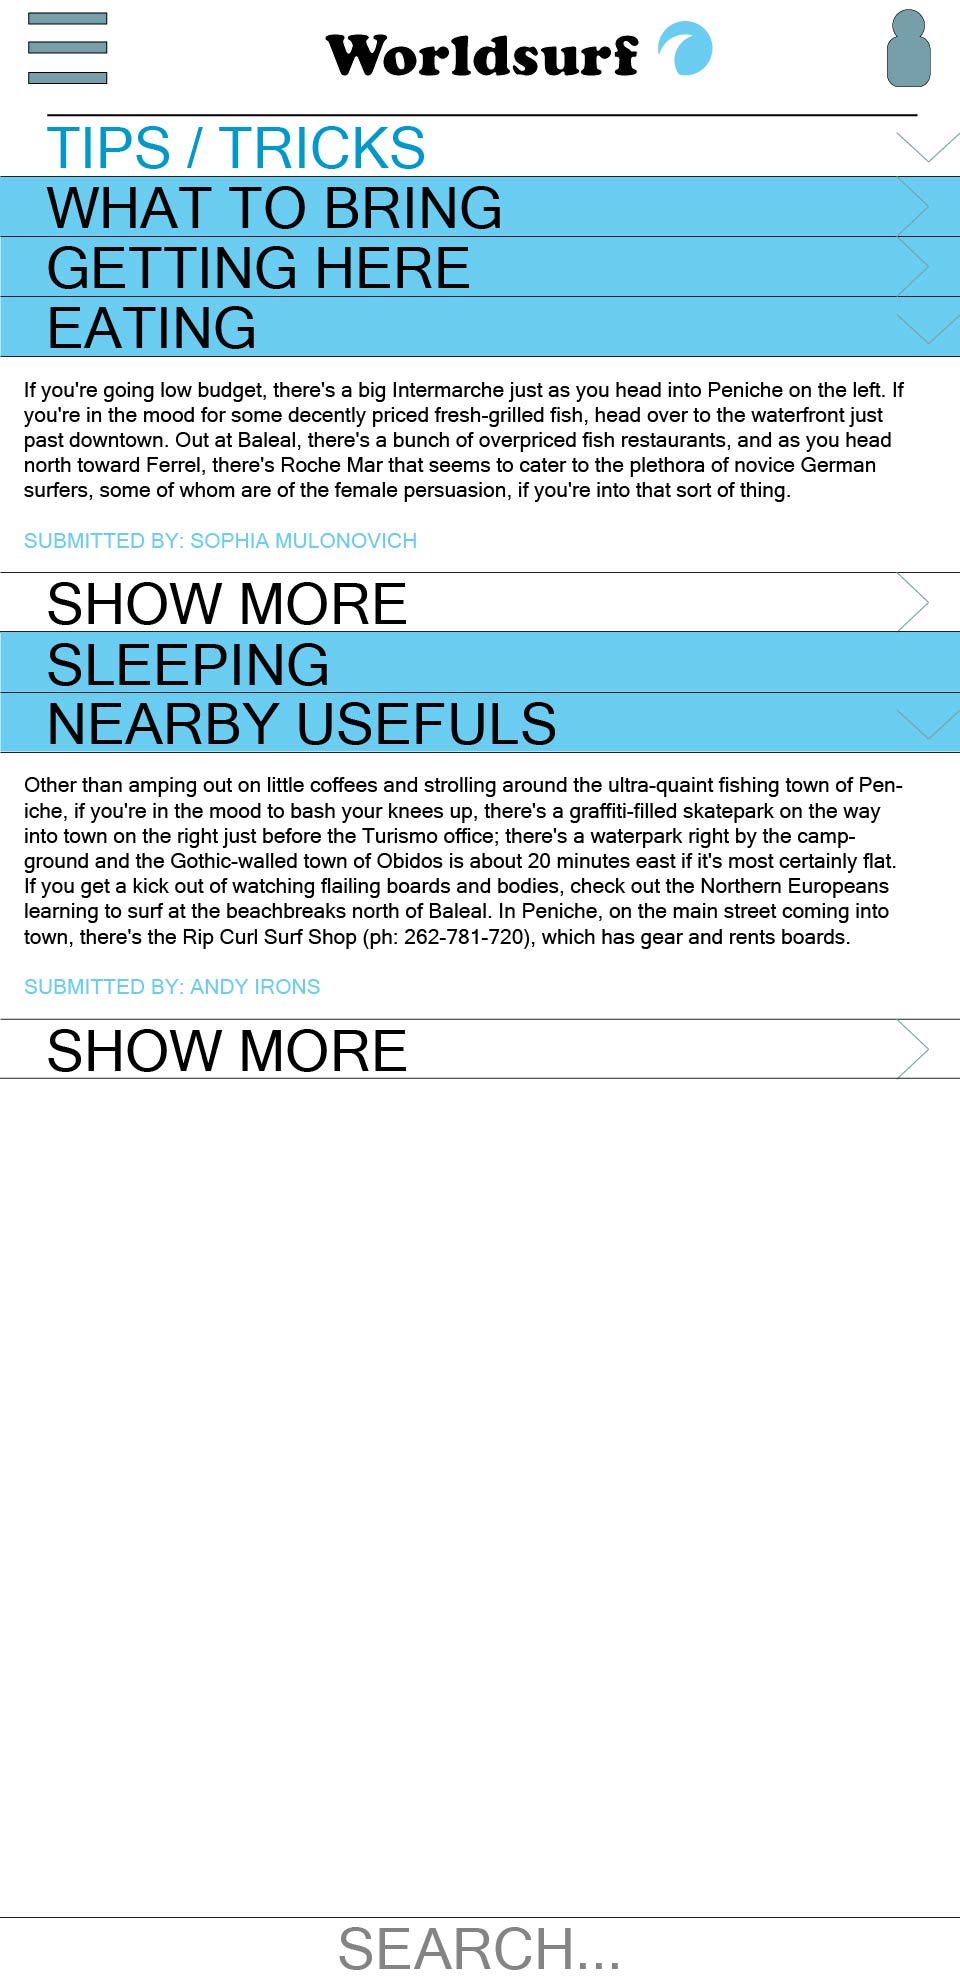 Worldsurf
TIPS / TRICKS
WHAT TO BRING
GETTING HERE
EATING
If you're going low budget, there's a big Intermarche just as you head into Peniche on the left. If
you're in the mood for some decently priced fresh-grilled fish, head over to the waterfront just
past downtown. Out at Baleal, there's a bunch of overpriced fish restaurants, and as you head
north toward Ferrel, there's Roche Mar that seems to cater to the plethora of novice German
surfers, some of whom are of the female persuasion, if you're into that sort of thing.
SUBMITTED BY: SOPHIA MULONOVICH
SHOW MORE
SLEEPING
NEARBY USEFULS
Other than amping out on little coffees and strolling around the ultra-quaint fishing town of Pen-
iche, if you're in the mood to bash your knees up, there's a graffiti-filled skatepark on the way
into town on the right just before the Turismo office; there's a waterpark right by the camp-
ground and the Gothic-walled town of Obidos is about 20 minutes east if it's most certainly flat.
If you get a kick out of watching flailing boards and bodies, check out the Northern Europeans
learning to surf at the beachbreaks north of Baleal. In Peniche, on the main street coming into
town, there's the Rip Curl Surf Shop (ph: 262-781-720), which has gear and rents boards.
SUBMITTED BY: ANDY IRONS
SHOW MORE
SEARCH...